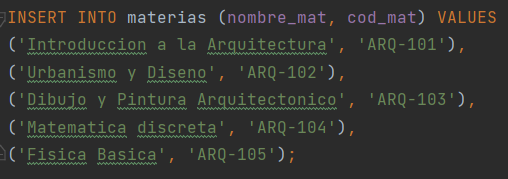 INSERT INTO materias (nombre_mat, cod_mat) VALUES
('Introduccion a la Arquitectura', 'ARQ-101'),
('Urbanismo y Diseno', 'ARQ-102'),
('Dibujo y Pintura Arquitectonico', 'ARQ-103'),
('Matematica discreta', 'ARQ-104'),
('Fisica Basica', 'ARQ-105');